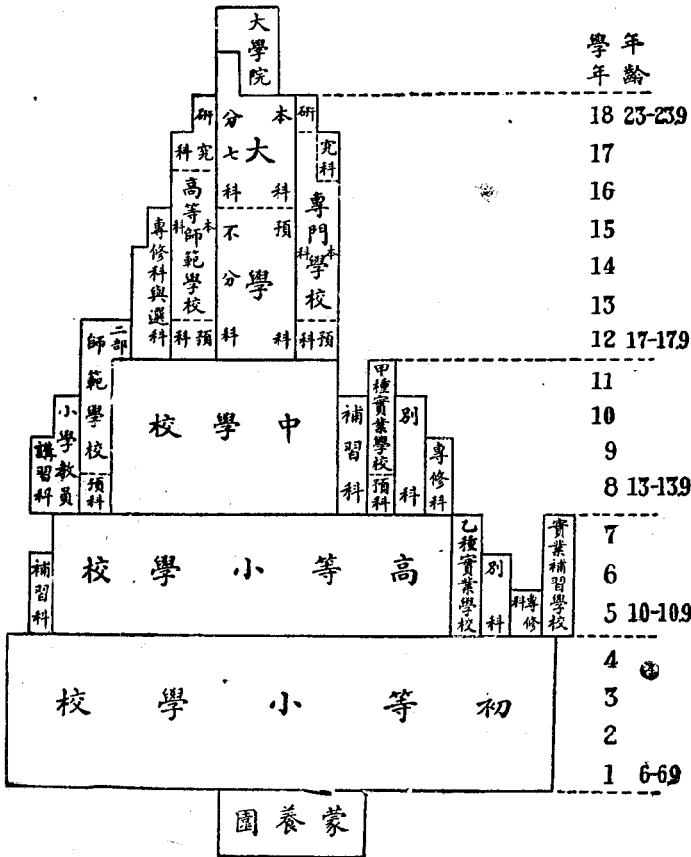 大學院
學年 年齡
18 23-23.9
17
16
15
14
13
12 17-17.9
11
10
9
8 13-13.9
7
6
5 10-10.9
4
3
2
1 6-6.9
大學
本科
分七科
預科
不分科
研究科
專門學校
本科
預科
研究科
高等師範學校
本科
預科
專修科與選科
二部
師範學校
預科
小學教員
講習科
中學校
補習科
甲種實業學校
預科
別科
專修科
高等小學校
補習科
乙種實業學校
別科
專修科
實業補習學校
初等小學校
蒙養園